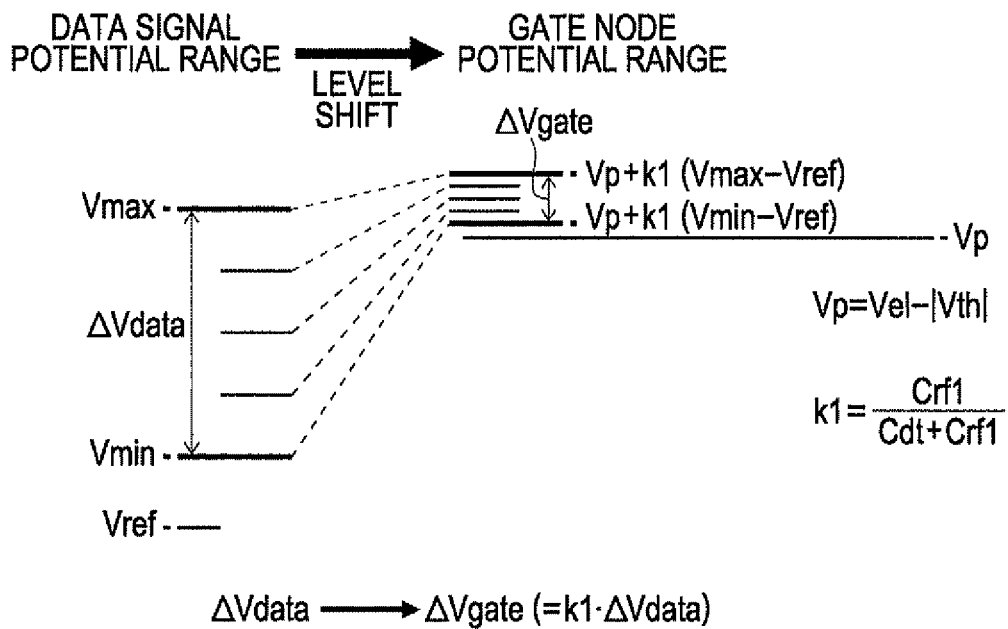 DATA SIGNAL
POTENTIAL RANGE
LEVEL
SHIFT
GATE NODE
POTENTIAL RANGE
ΔVgate
Vmax
Vp+k1 (Vmax–Vref)
Vp+k1 (Vmin–Vref)
Vp
ΔVdata
Vp=Vel–|Vth|
k1=
Crf1
Cdt+Crf1
Vmin
Vref
ΔVdata
ΔVgate (=k1·ΔVdata)